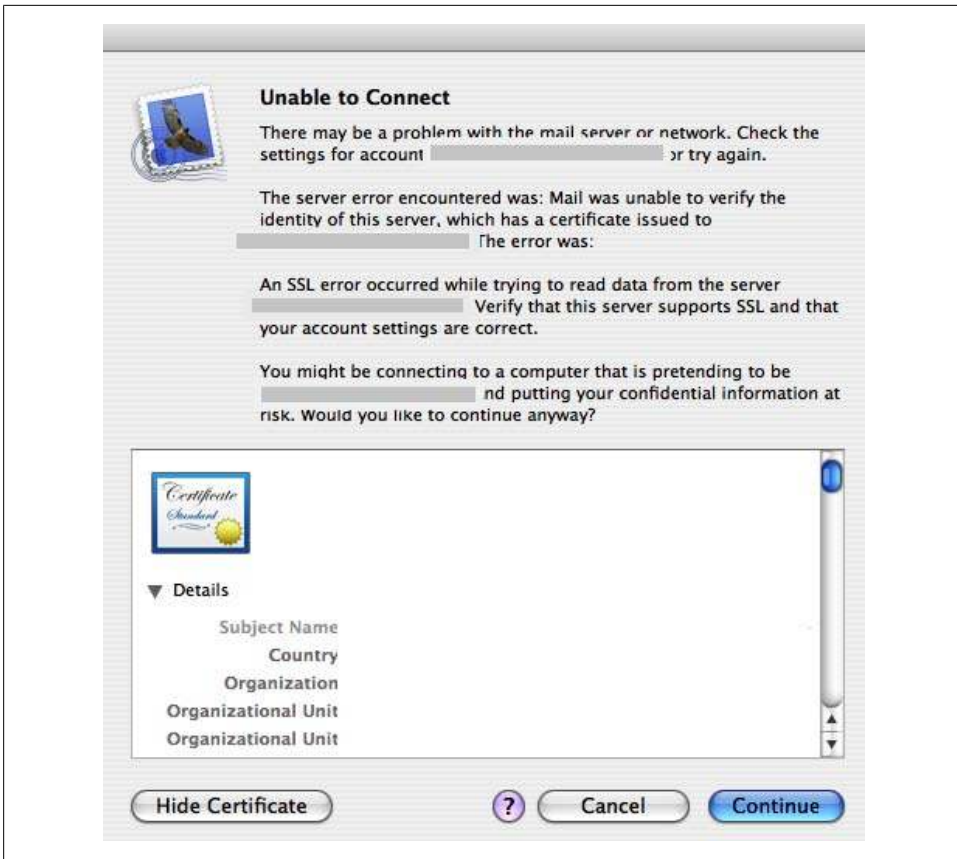 Unable to Connect
There may be a problem with the mail server or network. Check the
settings for account or try again.
The server error encountered was: Mail was unable to verify the
identity of this server, which has a certificate issued to
The error was:
An SSL error occurred while trying to read data from the server
Verify that this server supports SSL and that
your account settings are correct.
You might be connecting to a computer that is pretending to be
nd putting your confidential information at
risk. Would you like to continue anyway?
Certificate
Standard
Details
Subject Name
Country
Organization
Organizational Unit
Organizational Unit
Hide Certificate
?
Cancel
Continue